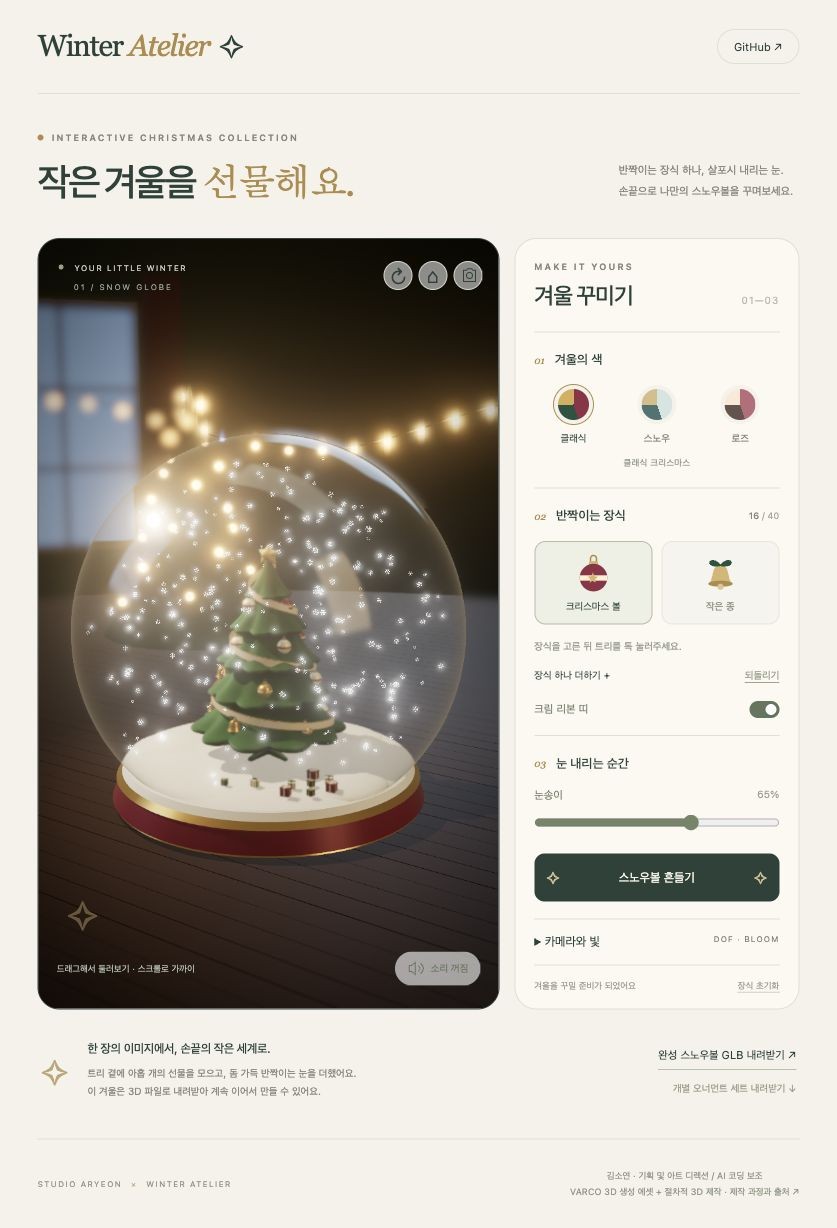 Winter Atelier
GitHub ↗
INTERACTIVE CHRISTMAS COLLECTION
작은 겨울을 선물해요.
반짝이는 장식 하나, 살포시 내리는 눈.
손끝으로 나만의 스노우볼을 꾸며보세요.
YOUR LITTLE WINTER
01 / SNOW GLOBE
드래그해서 둘러보기 · 스크롤로 가까이
소리 꺼짐
MAKE IT YOURS
겨울 꾸미기
01—03
01 겨울의 색
클래식
스노우
로즈
클래식 크리스마스
02 반짝이는 장식
16 / 40
크리스마스 볼
작은 종
장식을 고른 뒤 트리를 톡 눌러주세요.
장식 하나 더하기 +
되돌리기
크림 리본 띠
03 눈 내리는 순간
눈송이
65%
스노우볼 흔들기
▶ 카메라와 빛
DOF · BLOOM
겨울을 꾸밀 준비가 되었어요
장식 초기화
한 장의 이미지에서, 손끝의 작은 세계로.
트리 곁에 아홉 개의 선물을 모으고, 돔 가득 반짝이는 눈을 더했어요.
이 겨울은 3D 파일로 내려받아 계속 이어서 만들 수 있어요.
완성 스노우볼 GLB 내려받기 ↗
개별 오너먼트 세트 내려받기 ↓
STUDIO ARYEON × WINTER ATELIER
김소연 · 기획 및 아트 디렉션 / AI 코딩 보조
VARCO 3D 생성 에셋 + 절차적 3D 제작 · 제작 과정과 출처 ↗